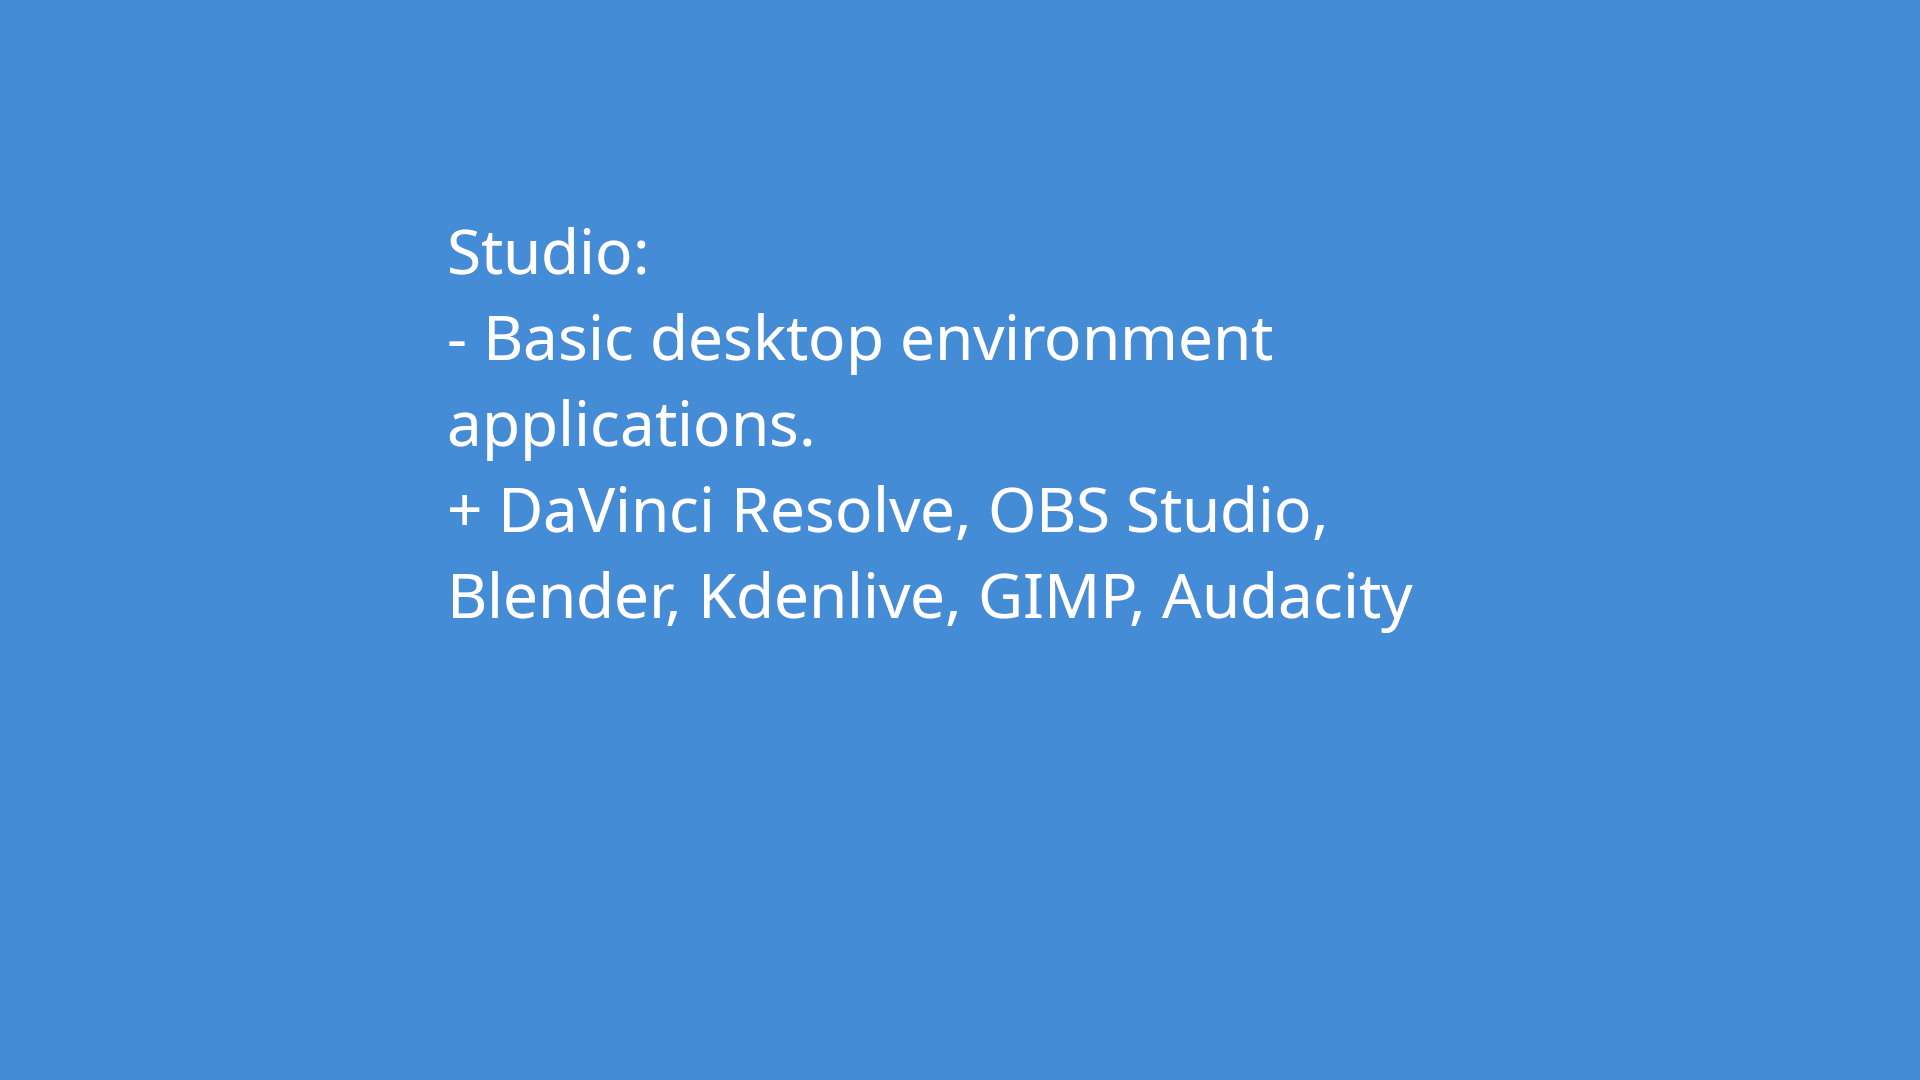 Studio:
- Basic desktop environment
applications.
+ DaVinci Resolve, OBS Studio,
Blender, Kdenlive, GIMP, Audacity